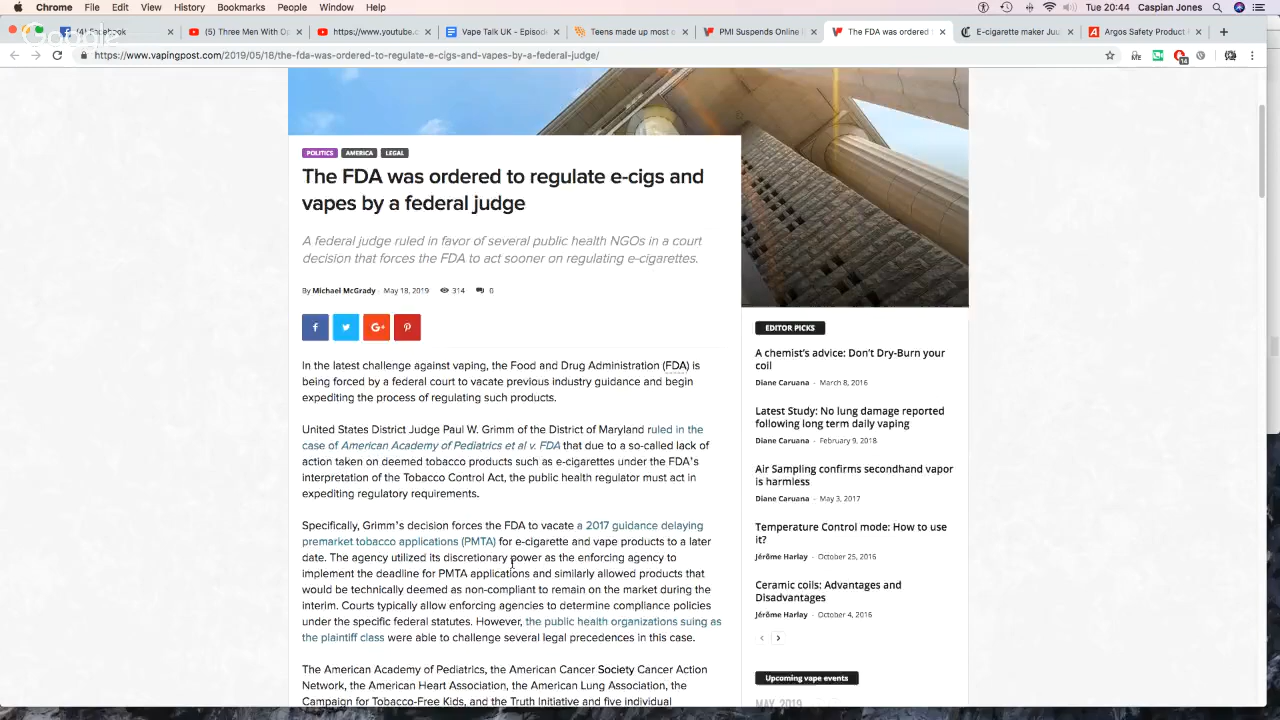 Chrome File Edit View History Bookmarks People Window Help Tue 20:44 Caspian Jones
(4) Facebook (5) Three Men With Op https://www.youtube.c Vape Talk UK - Episode Teens made up most o PMI Suspends Online The FDA was ordered E-cigarette maker Juu Argos Safety Product
https://www.vapingpost.com/2019/05/18/the-fda-was-ordered-to-regulate-e-cigs-and-vapes-by-a-federal-judge/
ME 14
POLITICS AMERICA LEGAL
The FDA was ordered to regulate e-cigs and
vapes by a federal judge
A federal judge ruled in favor of several public health NGOs in a court
decision that forces the FDA to act sooner on regulating e-cigarettes.
By Michael McGrady - May 18, 2019 314 0
f G+
In the latest challenge against vaping, the Food and Drug Administration (FDA) is
being forced by a federal court to vacate previous industry guidance and begin
expediting the process of regulating such products.
United States District Judge Paul W. Grimm of the District of Maryland ruled in the
case of American Academy of Pediatrics et al v. FDA that due to a so-called lack of
action taken on deemed tobacco products such as e-cigarettes under the FDA's
interpretation of the Tobacco Control Act, the public health regulator must act in
expediting regulatory requirements.
Specifically, Grimm's decision forces the FDA to vacate a 2017 guidance delaying
premarket tobacco applications (PMTA) for e-cigarette and vape products to a later
date. The agency utilized its discretionary power as the enforcing agency to
implement the deadline for PMTA applications and similarly allowed products that
would be technically deemed as non-compliant to remain on the market during the
interim. Courts typically allow enforcing agencies to determine compliance policies
under the specific federal statutes. However, the public health organizations suing as
the plaintiff class were able to challenge several legal precedences in this case.
The American Academy of Pediatrics, the American Cancer Society Cancer Action
Network, the American Heart Association, the American Lung Association, the
Campaign for Tobacco-Free Kids, and the Truth Initiative and five individual
EDITOR PICKS
A chemist's advice: Don't Dry-Burn your
coil
Diane Caruana - March 8, 2016
Latest Study: No lung damage reported
following long term daily vaping
Diane Caruana - February 9, 2018
Air Sampling confirms secondhand vapor
is harmless
Diane Caruana - May 3, 2017
Temperature Control mode: How to use
it?
Jérôme Harlay - October 25, 2016
Ceramic coils: Advantages and
Disadvantages
Jérôme Harlay - October 4, 2016
Upcoming vape events
MAY, 2019